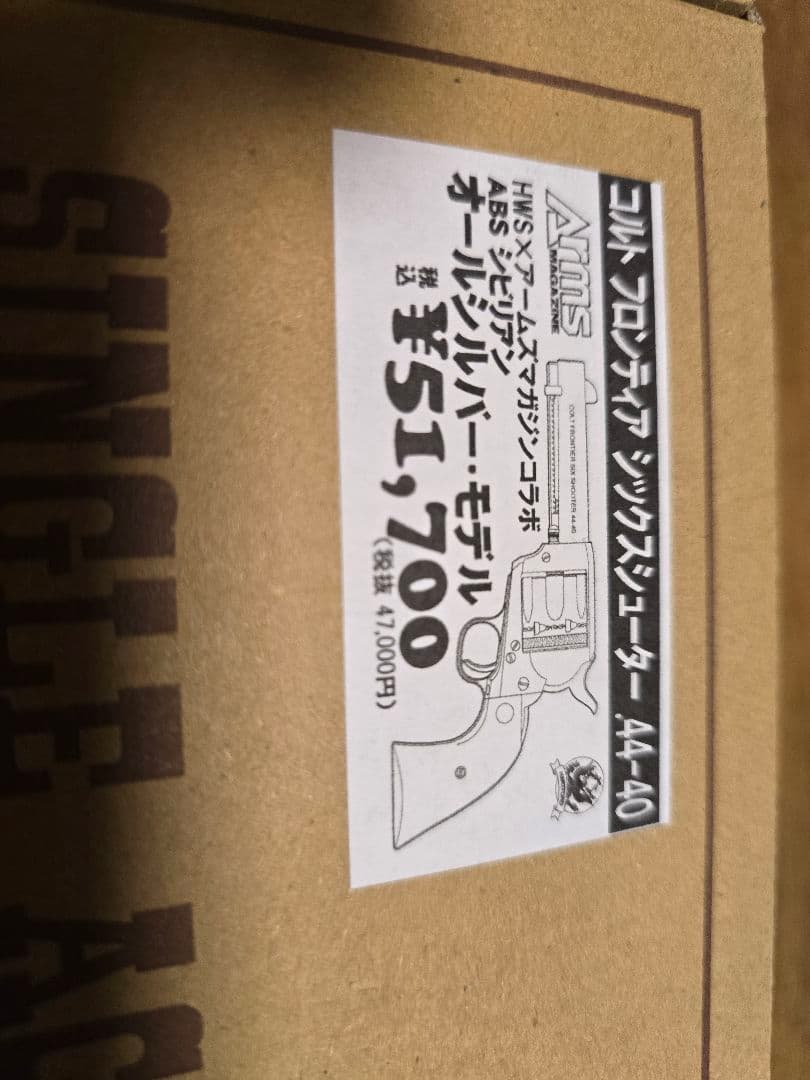 コルト フロンティア シックスシューター .44-40
Arms
MAGAZINE
COLT FRONTIER SIX SHOOTER 44-40
HWS×アームズマガジンコラボ
ABS シビリアン
オールシルバー・モデル
税込 ¥51,700
(税抜 47,000円)
SINGLE AC